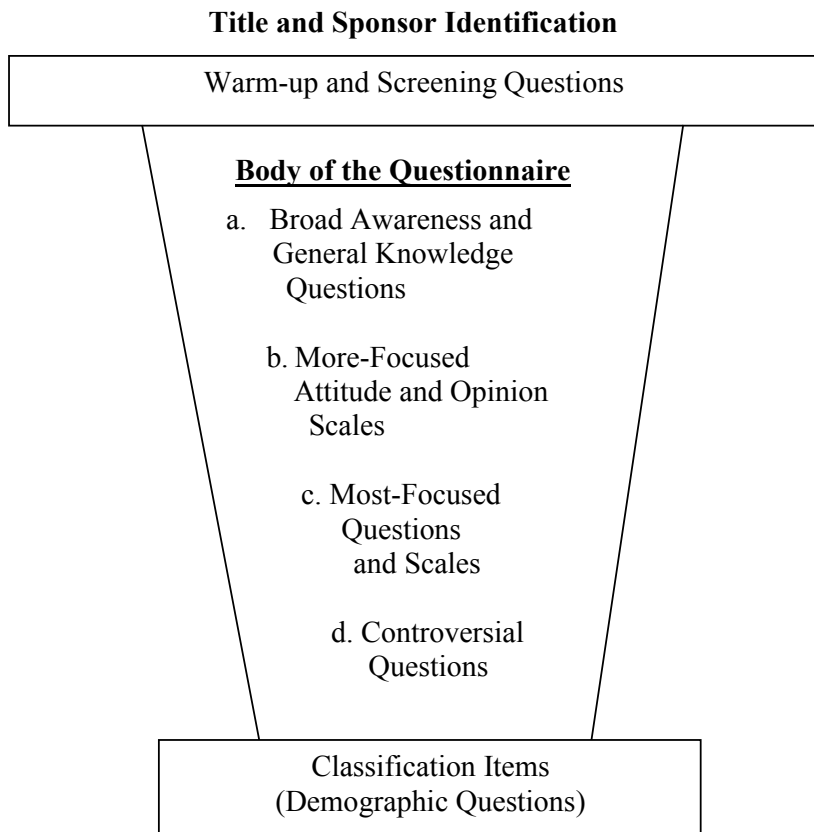 Title and Sponsor Identification
Warm-up and Screening Questions
Body of the Questionnaire
a. Broad Awareness and
General Knowledge
Questions
b. More-Focused
Attitude and Opinion
Scales
c. Most-Focused
Questions
and Scales
d. Controversial
Questions
Classification Items
(Demographic Questions)